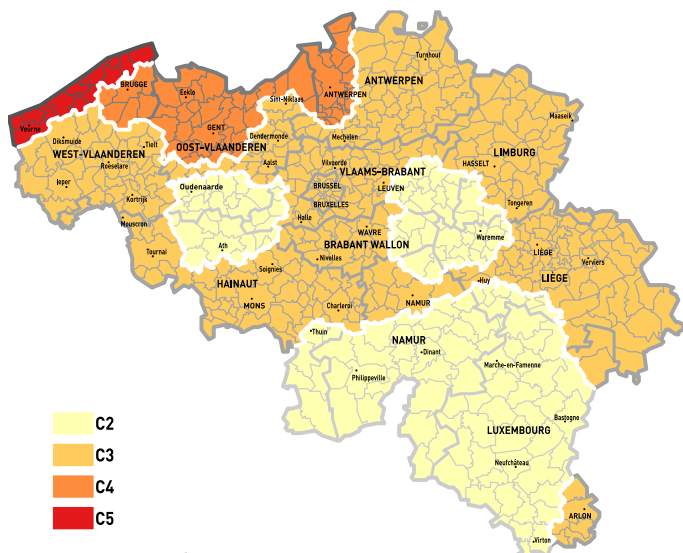 Turnhout
ANTWERPEN
BRUGGE
Eeklo
ANTWERPEN
Sint-Niklaas
Maaseik
Veurne
GENT
Diksmuide
Tielt
OOST-VLAANDEREN
Dendermonde
Mechelen
WEST-VLAANDEREN
Roeselare
Aalst
Vilvoorde
VLAAMS-BRABANT
HASSELT
LIMBURG
Ieper
Oudenaarde
BRUSSEL
LEUVEN
Kortrijk
BRUXELLES
Tongeren
Mouscron
Halle
WAVRE
Waremme
Tournai
Ath
BRABANT WALLON
LIÈGE
Nivelles
Verviers
Soignies
LIÈGE
HAINAUT
Huy
MONS
Charleroi
NAMUR
Thuin
NAMUR
Dinant
Marche-en-Famenne
Philippeville
Bastogne
C2
LUXEMBOURG
C3
Neufchâteau
C4
C5
ARLON
Virton